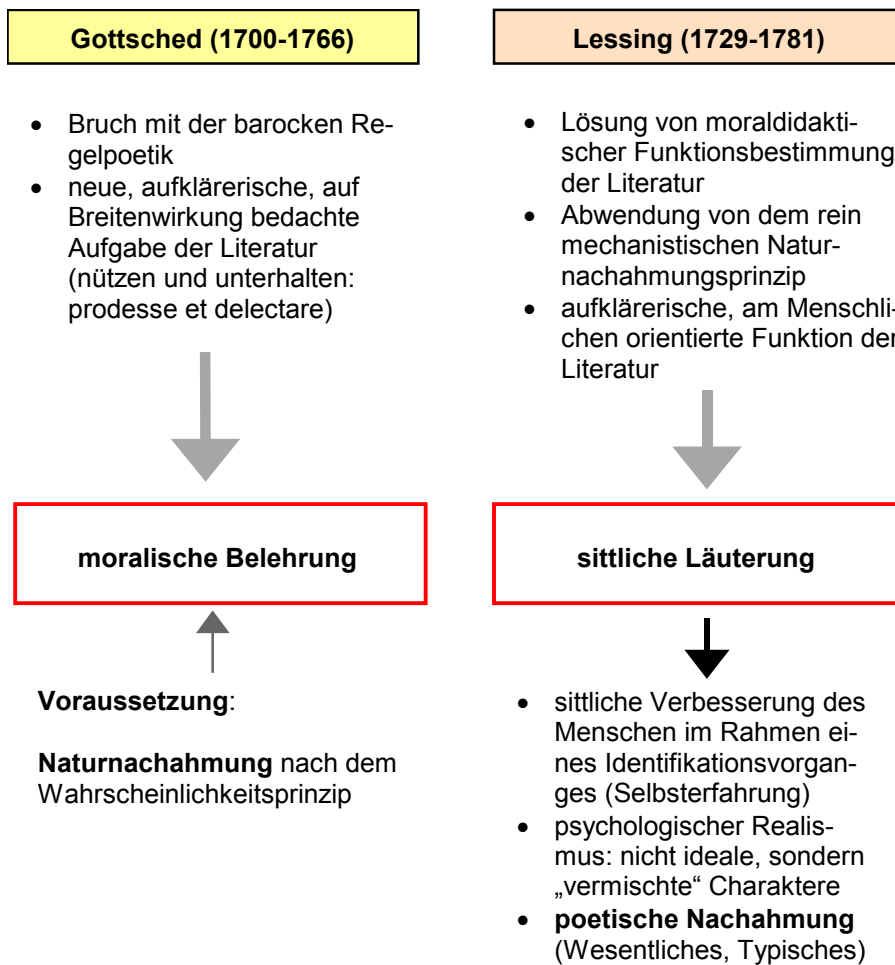 Gottsched (1700-1766)
• Bruch mit der barocken Re-
gelpoetik
• neue, aufklärerische, auf
Breitenwirkung bedachte
Aufgabe der Literatur
(nützen und unterhalten:
prodesse et delectare)
moralische Belehrung
Voraussetzung:
Naturnachahmung nach dem
Wahrscheinlichkeitsprinzip
Lessing (1729-1781)
• Lösung von moraldidakti-
scher Funktionsbestimmung
der Literatur
• Abwendung von dem rein
mechanistischen Natur-
nachahmungsprinzip
• aufklärerische, am Menschli-
chen orientierte Funktion der
Literatur
sittliche Läuterung
• sittliche Verbesserung des
Menschen im Rahmen ei-
nes Identifikationsvorgan-
ges (Selbsterfahrung)
• psychologischer Realis-
mus: nicht ideale, sondern
„vermischte“ Charaktere
• poetische Nachahmung
(Wesentliches, Typisches)